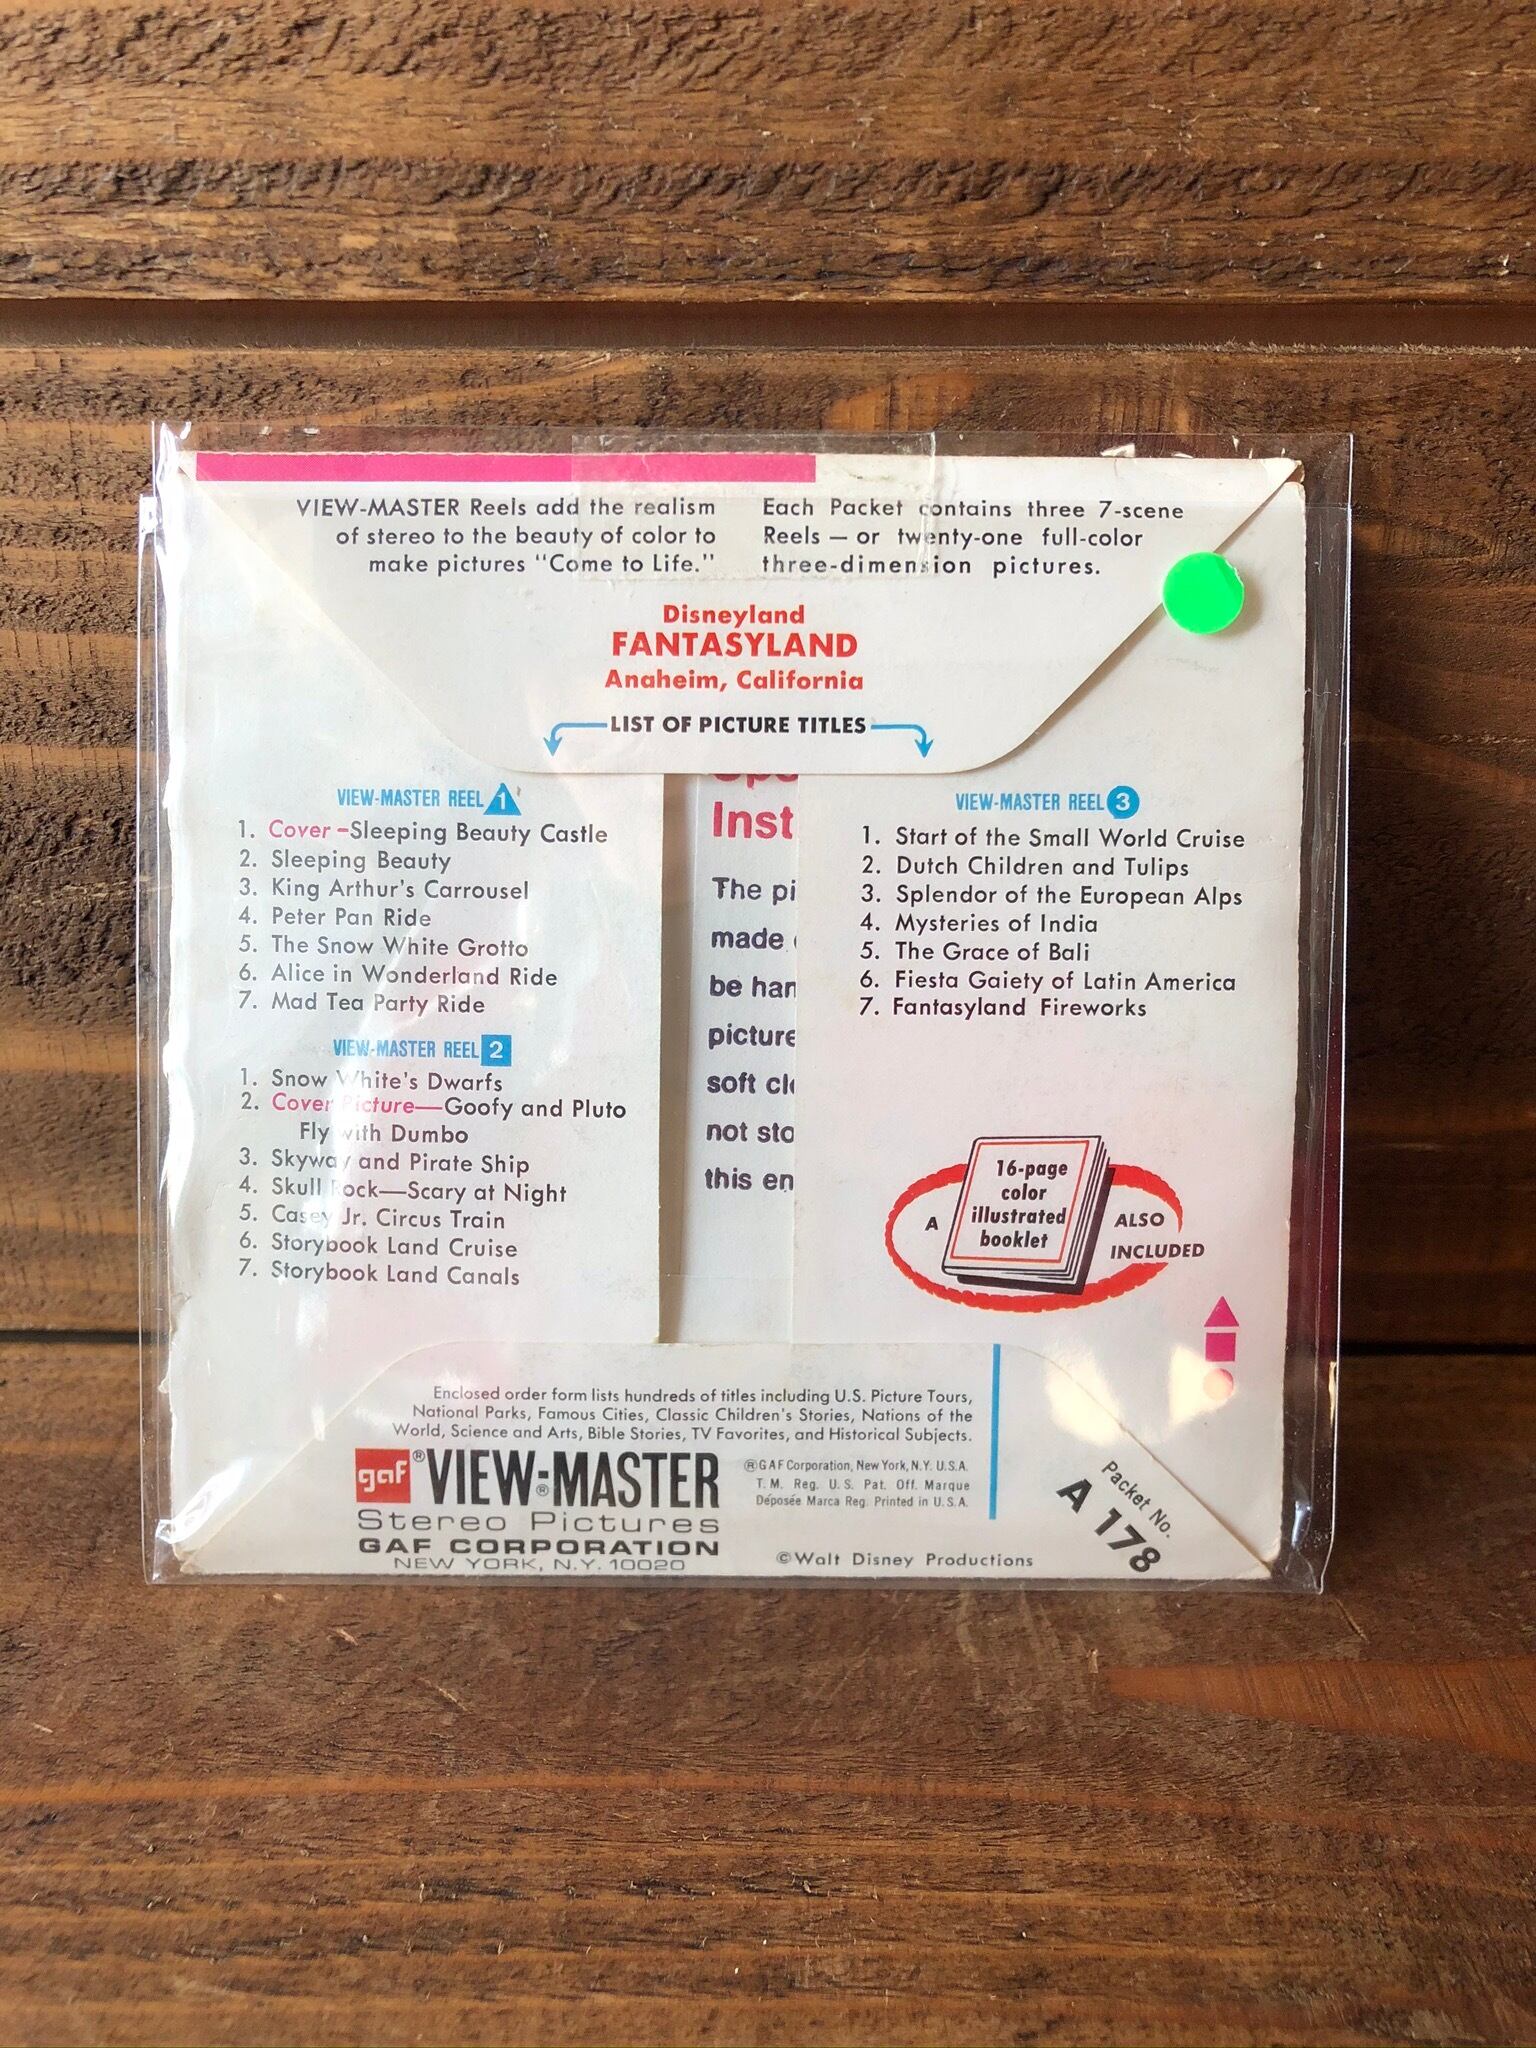 VIEW-MASTER Reels add the realism
of stereo to the beauty of color to
make pictures "Come to Life."
Each Packet contains three 7-scene
Reels — or twenty-one full-color
three-dimension pictures.
Disneyland
FANTASYLAND
Anaheim, California
LIST OF PICTURE TITLES
VIEW-MASTER REEL 1
1. Cover –Sleeping Beauty Castle
2. Sleeping Beauty
3. King Arthur's Carrousel
4. Peter Pan Ride
5. The Snow White Grotto
6. Alice in Wonderland Ride
7. Mad Tea Party Ride
VIEW-MASTER REEL 2
1. Snow White's Dwarfs
2. Cover Picture—Goofy and Pluto
Fly with Dumbo
3. Skyway and Pirate Ship
4. Skull Rock—Scary at Night
5. Casey Jr. Circus Train
6. Storybook Land Cruise
7. Storybook Land Canals
Inst
The pi
made
be han
picture
soft clo
not sto
this en
VIEW-MASTER REEL 3
1. Start of the Small World Cruise
2. Dutch Children and Tulips
3. Splendor of the European Alps
4. Mysteries of India
5. The Grace of Bali
6. Fiesta Gaiety of Latin America
7. Fantasyland Fireworks
A
16-page
color
illustrated
booklet
ALSO
INCLUDED
Enclosed order form lists hundreds of titles including U.S. Picture Tours,
National Parks, Famous Cities, Classic Children's Stories, Nations of the
World, Science and Arts, Bible Stories, TV Favorites, and Historical Subjects.
gaf® VIEW-MASTER®
Stereo Pictures
GAF CORPORATION
NEW YORK, N.Y. 10020
®GAF Corporation, New York, N.Y. U.S.A.
T.M. Reg. U.S. Pat. Off. Marque
Déposée Marca Reg. Printed in U.S.A.
©Walt Disney Productions
Packet No.
A 178